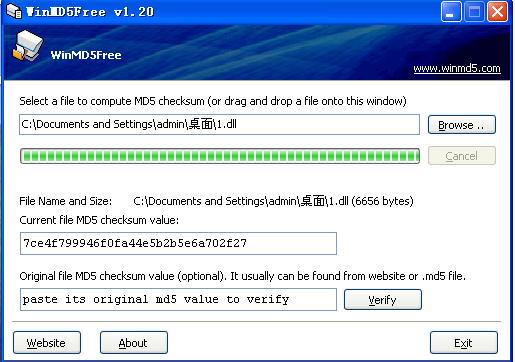 WinMD5Free v1.20
WinMD5Free
www.winmd5.com
Select a file to compute MD5 checksum (or drag and drop a file onto this window)
C:\Documents and Settings\admin\桌面\1.dll
Browse ..
Cancel
File Name and Size: C:\Documents and Settings\admin\桌面\1.dll (6656 bytes)
Current file MD5 checksum value:
7ce4f799946f0fa44e5b2b5e6a702f27
Original file MD5 checksum value (optional). It usually can be found from website or .md5 file.
paste its original md5 value to verify
Verify
Website
About
Exit